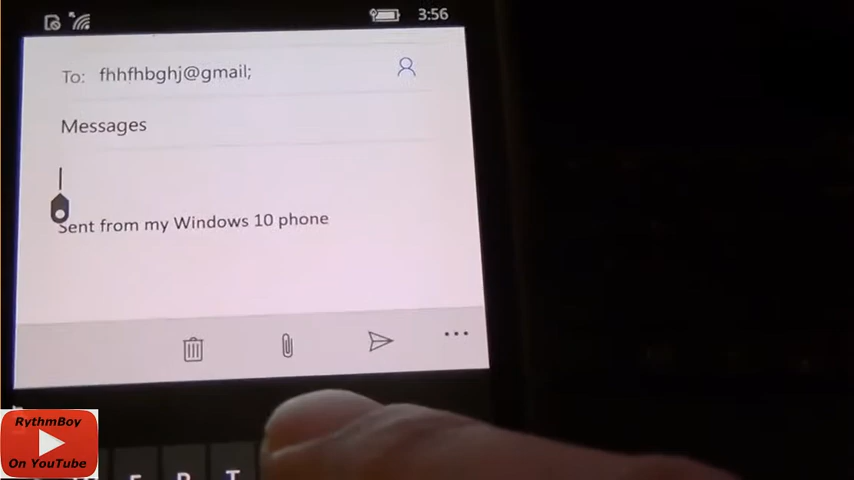 3:56
To: fhhfhbghj@gmail;
Messages
Sent from my Windows 10 phone
RythmBoy
On YouTube
E R T